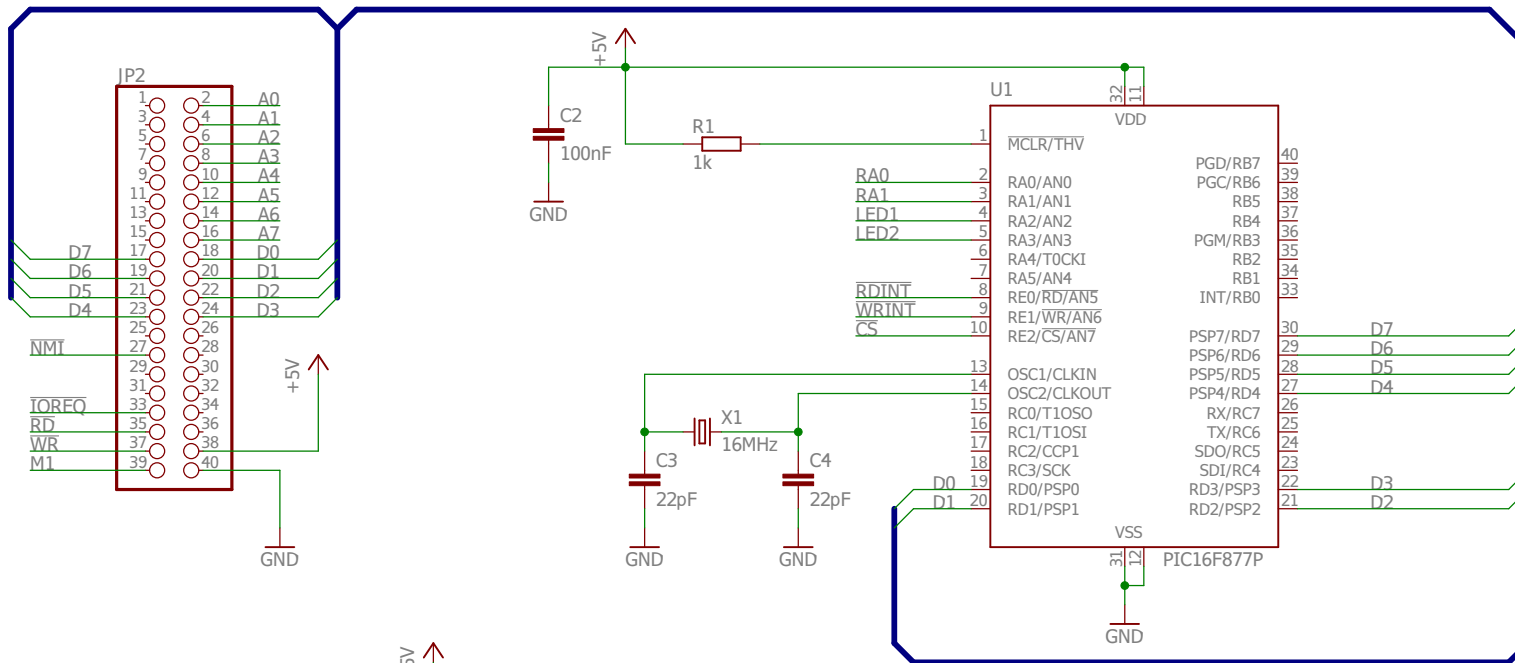 JP2
1 2 A0
3 4 A1
5 6 A2
7 8 A3
9 10 A4
11 12 A5
13 14 A6
15 16 A7
D7 17 18 D0
D6 19 20 D1
D5 21 22 D2
D4 23 24 D3
25 26
NMI 27 28
29 30
31 32
IOREQ 33 34
RD 35 36
WR 37 38
M1 39 40
+5V
GND
+5V
C2
100nF
GND
R1
1k
X1
16MHz
C3
22pF
GND
C4
22pF
GND
U1
32 11
VDD
1 MCLR/THV
RA0 2 RA0/AN0
RA1 3 RA1/AN1
LED1 4 RA2/AN2
LED2 5 RA3/AN3
6 RA4/T0CKI
7 RA5/AN4
RDINT 8 RE0/RD/AN5
WRINT 9 RE1/WR/AN6
CS 10 RE2/CS/AN7
13 OSC1/CLKIN
14 OSC2/CLKOUT
15 RC0/T1OSO
16 RC1/T1OSI
17 RC2/CCP1
18 RC3/SCK
D0 19 RD0/PSP0
D1 20 RD1/PSP1
PGD/RB7 40
PGC/RB6 39
RB5 38
RB4 37
PGM/RB3 36
RB2 35
RB1 34
INT/RB0 33
PSP7/RD7 30 D7
PSP6/RD6 29 D6
PSP5/RD5 28 D5
PSP4/RD4 27 D4
RX/RC7 26
TX/RC6 25
SDO/RC5 24
SDI/RC4 23
RD3/PSP3 22 D3
RD2/PSP2 21 D2
VSS
31 12
PIC16F877P
GND
5V